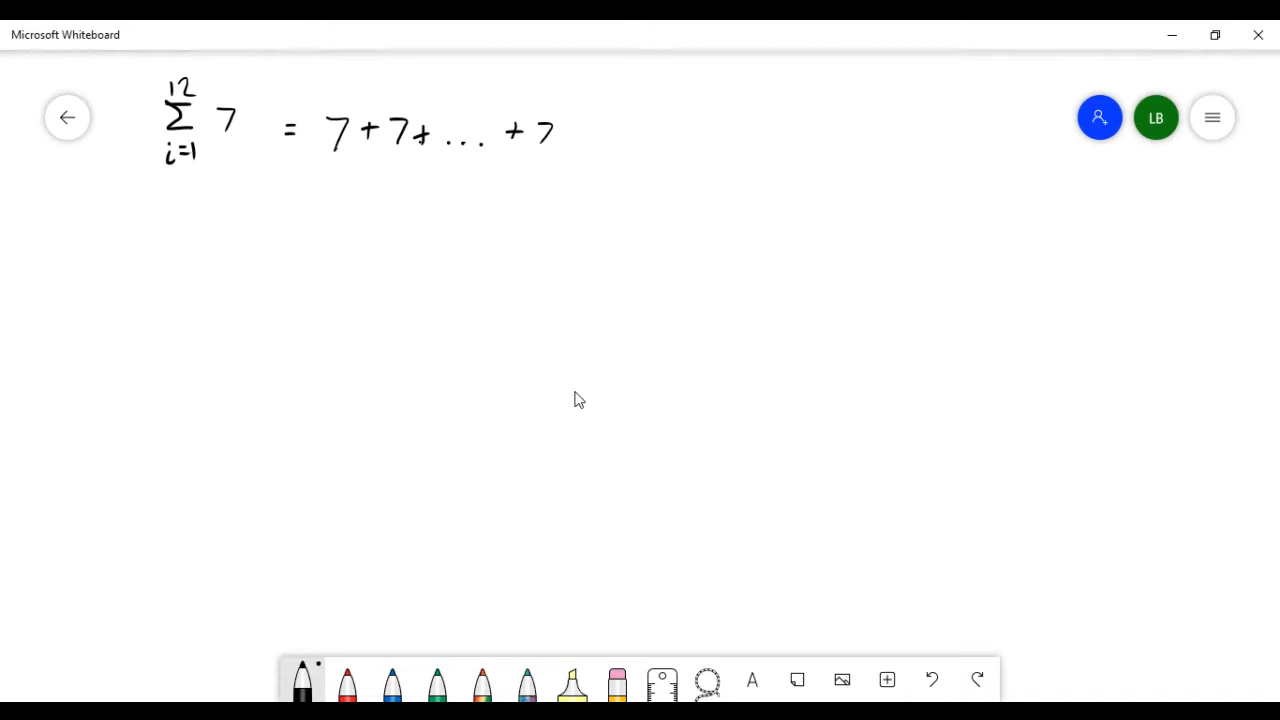 Microsoft Whiteboard
12
Σ 7 = 7 + 7 + ... + 7
i=1
LB
A